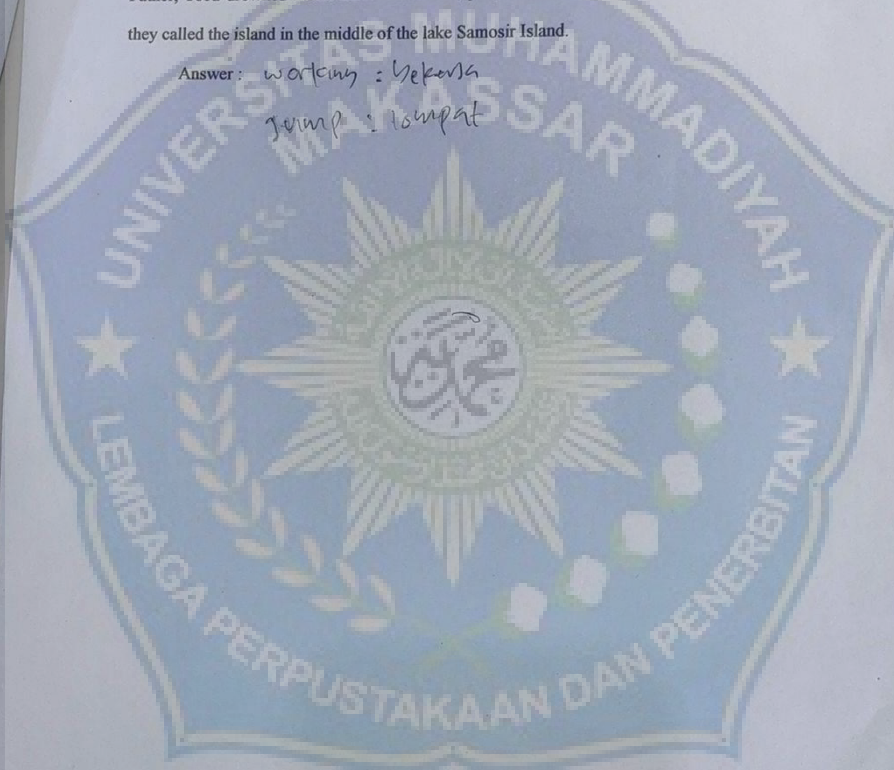 they called the island in the middle of the lake Samosir Island.
Answer : working : bekerja
Jump : lompat
UNIVERSITAS MUHAMMADIYAH
MAKASSAR
محمد
LEMBAGA PERPUSTAKAAN DAN PENERBITAN